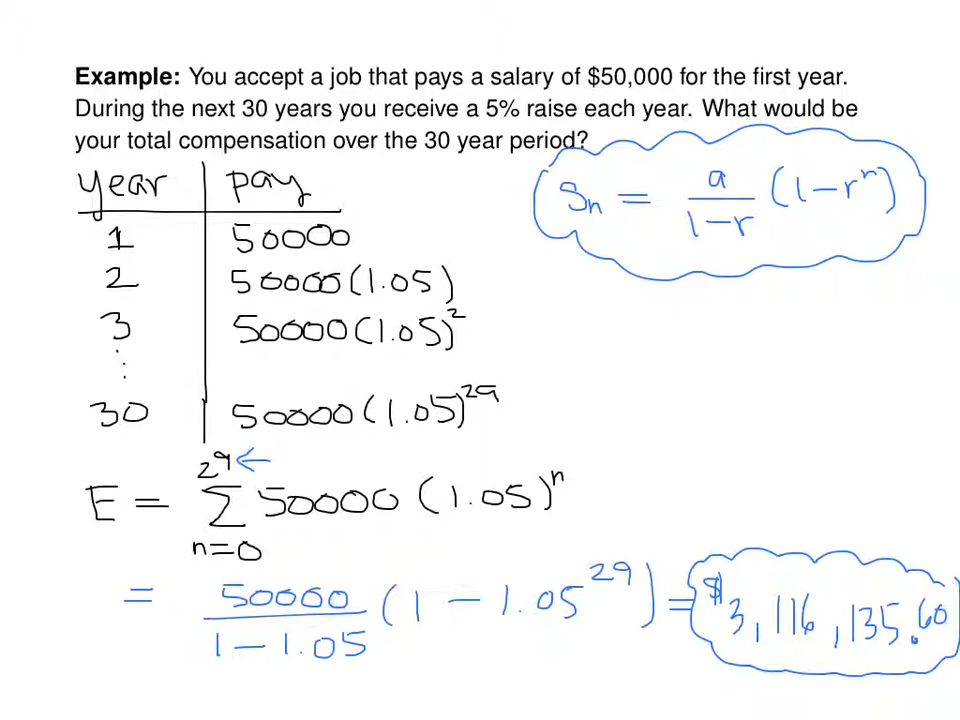 Example: You accept a job that pays a salary of $50,000 for the first year.
During the next 30 years you receive a 5% raise each year. What would be
your total compensation over the 30 year period?
year | pay
Sₙ = a/(1−r) (1−rⁿ)
1 | 50000
2 | 50000(1.05)
3 | 50000(1.05)²
⋮
30 | 50000(1.05)²⁹
29 ←
E = Σ 50000(1.05)ⁿ
n=0
= 50000/(1−1.05) (1 − 1.05²⁹) = $3,116,135.60